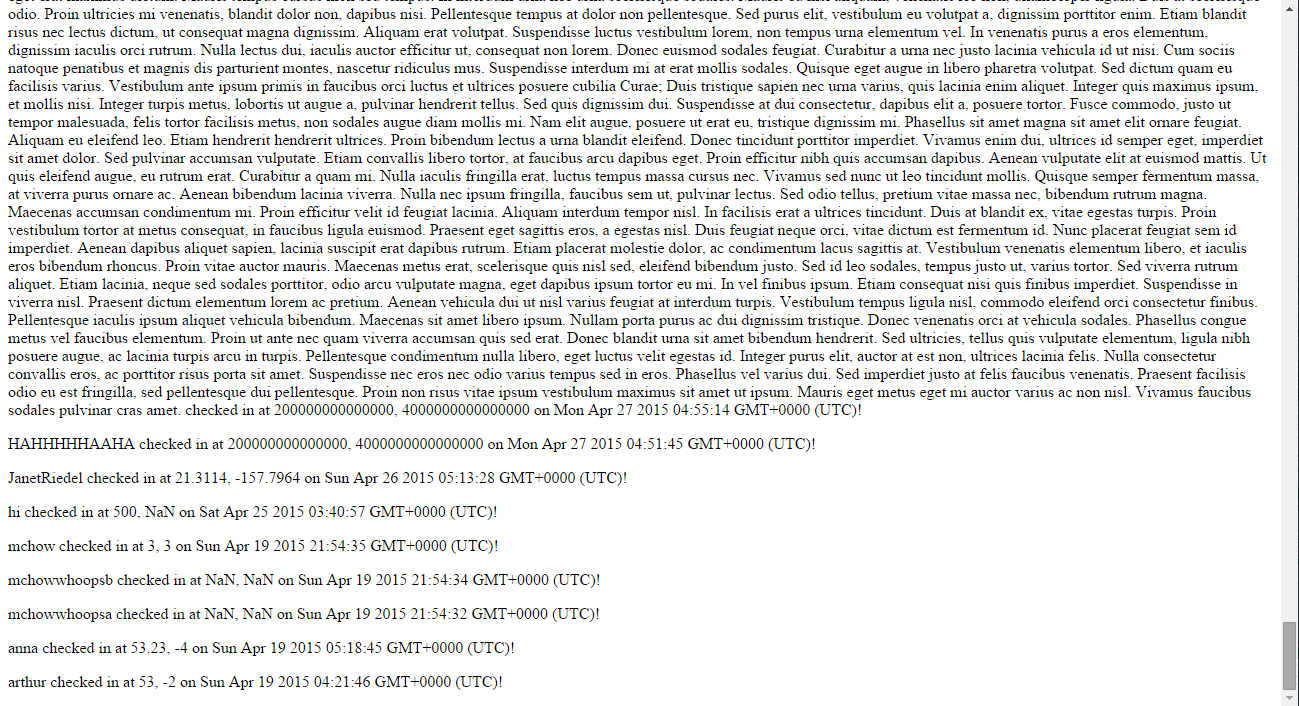 odio. Proin ultricies mi venenatis, blandit dolor non, dapibus nisi. Pellentesque tempus at dolor non pellentesque. Sed purus elit, vestibulum eu volutpat a, dignissim porttitor enim. Etiam blandit
risus nec lectus dictum, ut consequat magna dignissim. Aliquam erat volutpat. Suspendisse luctus vestibulum lorem, non tempus urna elementum vel. In venenatis purus a eros elementum,
dignissim iaculis orci rutrum. Nulla lectus dui, iaculis auctor efficitur ut, consequat non lorem. Donec euismod sodales feugiat. Curabitur a urna nec justo lacinia vehicula id ut nisi. Cum sociis
natoque penatibus et magnis dis parturient montes, nascetur ridiculus mus. Suspendisse interdum mi at erat mollis sodales. Quisque eget augue in libero pharetra volutpat. Sed dictum quam eu
facilisis varius. Vestibulum ante ipsum primis in faucibus orci luctus et ultrices posuere cubilia Curae; Duis tristique sapien nec urna varius, quis lacinia enim aliquet. Integer quis maximus ipsum,
et mollis nisi. Integer turpis metus, lobortis ut augue a, pulvinar hendrerit tellus. Sed quis dignissim dui. Suspendisse at dui consectetur, dapibus elit a, posuere tortor. Fusce commodo, justo ut
tempor malesuada, felis tortor facilisis metus, non sodales augue diam mollis mi. Nam elit augue, posuere ut erat eu, tristique dignissim mi. Phasellus sit amet magna sit amet elit ornare feugiat.
Aliquam eu eleifend leo. Etiam hendrerit hendrerit ultrices. Proin bibendum lectus a urna blandit eleifend. Donec tincidunt porttitor imperdiet. Vivamus enim dui, ultrices id semper eget, imperdiet
sit amet dolor. Sed pulvinar accumsan vulputate. Etiam convallis libero tortor, at faucibus arcu dapibus eget. Proin efficitur nibh quis accumsan dapibus. Aenean vulputate elit at euismod mattis. Ut
quis eleifend augue, eu rutrum erat. Curabitur a quam mi. Nulla iaculis fringilla erat, luctus tempus massa cursus nec. Vivamus sed nunc ut leo tincidunt mollis. Quisque semper fermentum massa,
at viverra purus ornare ac. Aenean bibendum lacinia viverra. Nulla nec ipsum fringilla, faucibus sem ut, pulvinar lectus. Sed odio tellus, pretium vitae massa nec, bibendum rutrum magna.
Maecenas accumsan condimentum mi. Proin efficitur velit id feugiat lacinia. Aliquam interdum tempor nisl. In facilisis erat a ultrices tincidunt. Duis at blandit ex, vitae egestas turpis. Proin
vestibulum tortor at metus consequat, in faucibus ligula euismod. Praesent eget sagittis eros, a egestas nisl. Duis feugiat neque orci, vitae dictum est fermentum id. Nunc placerat feugiat sem id
imperdiet. Aenean dapibus aliquet sapien, lacinia suscipit erat dapibus rutrum. Etiam placerat molestie dolor, ac condimentum lacus sagittis at. Vestibulum venenatis elementum libero, et iaculis
eros bibendum rhoncus. Proin vitae auctor mauris. Maecenas metus erat, scelerisque quis nisl sed, eleifend bibendum justo. Sed id leo sodales, tempus justo ut, varius tortor. Sed viverra rutrum
aliquet. Etiam lacinia, neque sed sodales porttitor, odio arcu vulputate magna, eget dapibus ipsum tortor eu mi. In vel finibus ipsum. Etiam consequat nisi quis finibus imperdiet. Suspendisse in
viverra nisl. Praesent dictum elementum lorem ac pretium. Aenean vehicula dui ut nisl varius feugiat at interdum turpis. Vestibulum tempus ligula nisl, commodo eleifend orci consectetur finibus.
Pellentesque iaculis ipsum aliquet vehicula bibendum. Maecenas sit amet libero ipsum. Nullam porta purus ac dui dignissim tristique. Donec venenatis orci at vehicula sodales. Phasellus congue
metus vel faucibus elementum. Proin ut ante nec quam viverra accumsan quis sed erat. Donec blandit urna sit amet bibendum hendrerit. Sed ultricies, tellus quis vulputate elementum, ligula nibh
posuere augue, ac lacinia turpis arcu in turpis. Pellentesque condimentum nulla libero, eget luctus velit egestas id. Integer purus elit, auctor at est non, ultrices lacinia felis. Nulla consectetur
convallis eros, ac porttitor risus porta sit amet. Suspendisse nec eros nec odio varius tempus sed in eros. Phasellus vel varius dui. Sed imperdiet justo at felis faucibus venenatis. Praesent facilisis
odio eu est fringilla, sed pellentesque dui pellentesque. Proin non risus vitae ipsum vestibulum maximus sit amet ut ipsum. Mauris eget metus eget mi auctor varius ac non nisl. Vivamus faucibus
sodales pulvinar cras amet. checked in at 200000000000000, 4000000000000000 on Mon Apr 27 2015 04:55:14 GMT+0000 (UTC)!
HAHHHHHAAHA checked in at 200000000000000, 4000000000000000 on Mon Apr 27 2015 04:51:45 GMT+0000 (UTC)!
JanetRiedel checked in at 21.3114, -157.7964 on Sun Apr 26 2015 05:13:28 GMT+0000 (UTC)!
hi checked in at 500, NaN on Sat Apr 25 2015 03:40:57 GMT+0000 (UTC)!
mchow checked in at 3, 3 on Sun Apr 19 2015 21:54:35 GMT+0000 (UTC)!
mchowwhoopsb checked in at NaN, NaN on Sun Apr 19 2015 21:54:34 GMT+0000 (UTC)!
mchowwhoopsa checked in at NaN, NaN on Sun Apr 19 2015 21:54:32 GMT+0000 (UTC)!
anna checked in at 53.23, -4 on Sun Apr 19 2015 05:18:45 GMT+0000 (UTC)!
arthur checked in at 53, -2 on Sun Apr 19 2015 04:21:46 GMT+0000 (UTC)!